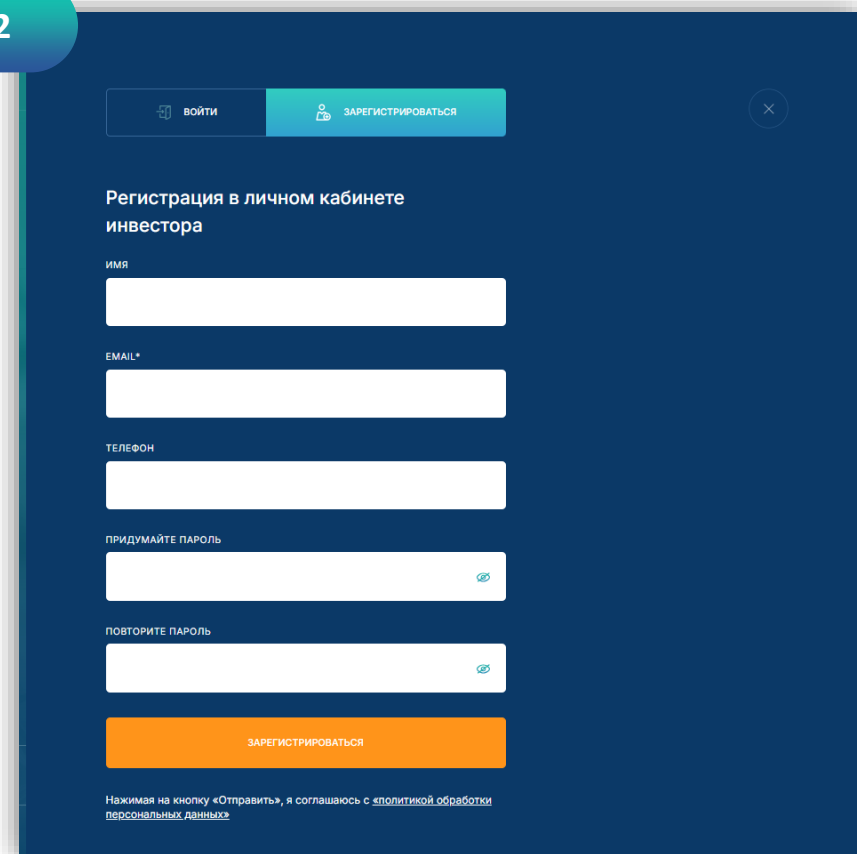 2
ВОЙТИ
ЗАРЕГИСТРИРОВАТЬСЯ
Регистрация в личном кабинете
инвестора
ИМЯ
EMAIL*
ТЕЛЕФОН
ПРИДУМАЙТЕ ПАРОЛЬ
ПОВТОРИТЕ ПАРОЛЬ
ЗАРЕГИСТРИРОВАТЬСЯ
Нажимая на кнопку «Отправить», я соглашаюсь с «политикой обработки
персональных данных»